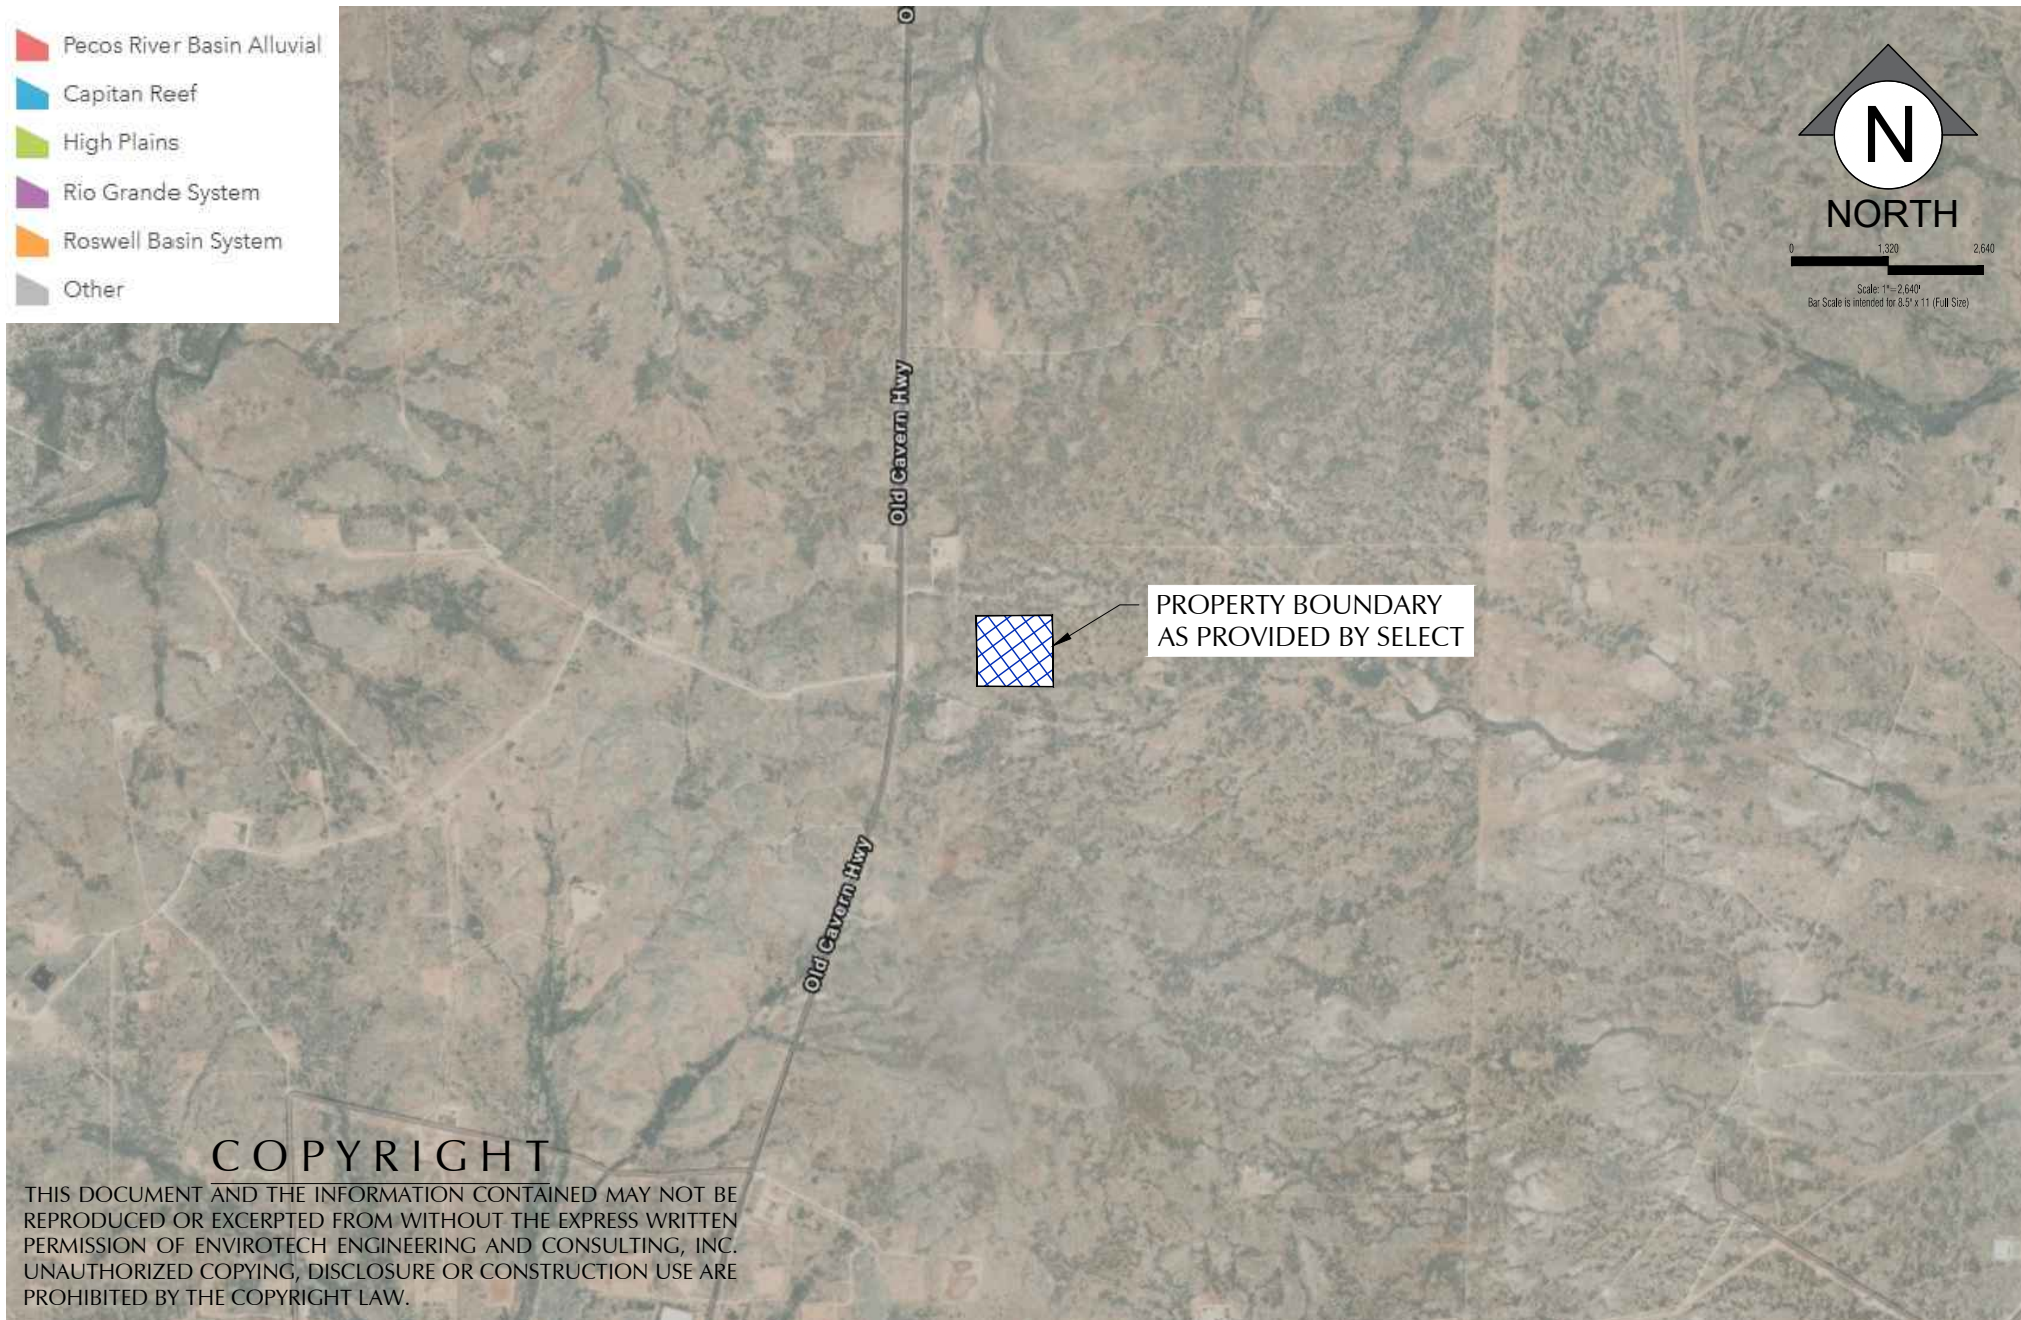 Pecos River Basin Alluvial
Capitan Reef
High Plains
Rio Grande System
Roswell Basin System
Other
O
N
NORTH
0 1,320 2,640
Scale: 1"=2,640'
Bar Scale is intended for 8.5" x 11 (Full Size)
Old Cavern Hwy
PROPERTY BOUNDARY
AS PROVIDED BY SELECT
Old Cavern Hwy
COPYRIGHT
THIS DOCUMENT AND THE INFORMATION CONTAINED MAY NOT BE
REPRODUCED OR EXCERPTED FROM WITHOUT THE EXPRESS WRITTEN
PERMISSION OF ENVIROTECH ENGINEERING AND CONSULTING, INC.
UNAUTHORIZED COPYING, DISCLOSURE OR CONSTRUCTION USE ARE
PROHIBITED BY THE COPYRIGHT LAW.